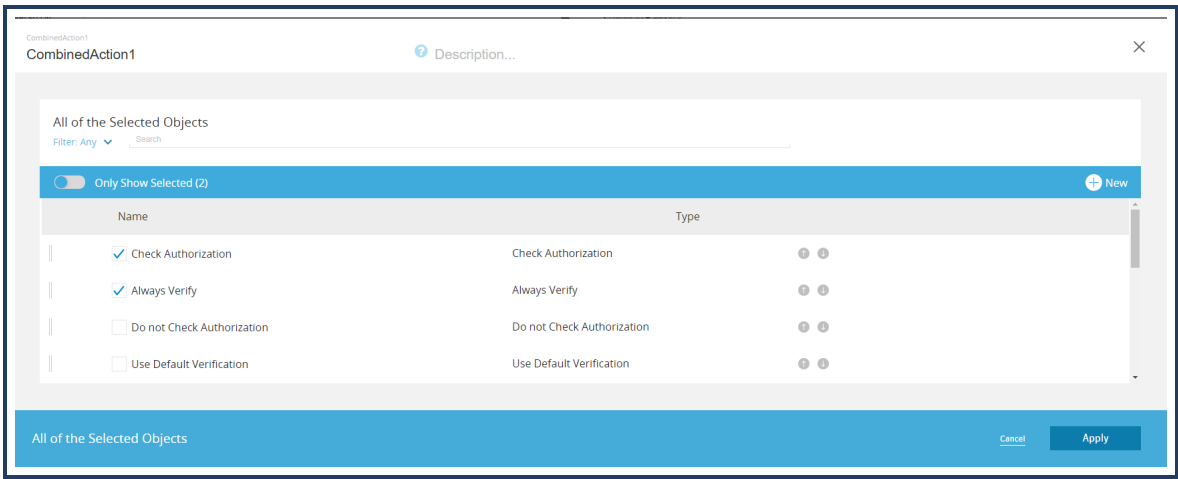 CombinedAction1
CombinedAction1
? Description...
All of the Selected Objects
Filter: Any Search
Only Show Selected (2) New
Name Type
Check Authorization Check Authorization
Always Verify Always Verify
Do not Check Authorization Do not Check Authorization
Use Default Verification Use Default Verification
All of the Selected Objects Cancel Apply